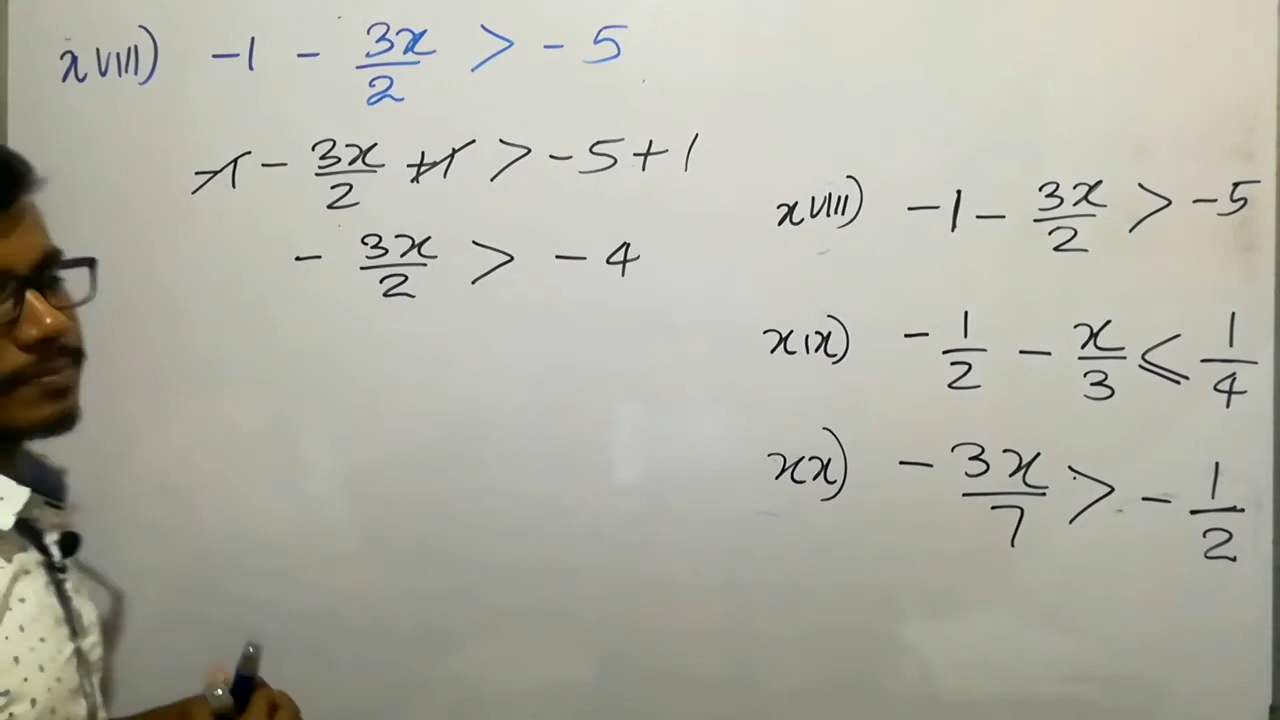 xviii) -1 - 3x/2 > -5
-1 - 3x/2 +1 > -5+1
- 3x/2 > -4
xviii) -1 - 3x/2 > -5
xix) - 1/2 - x/3 ≤ 1/4
xx) - 3x/7 > - 1/2